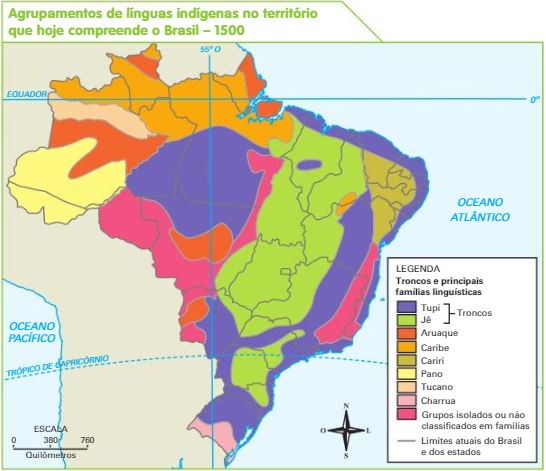 Agrupamentos de línguas indígenas no território
que hoje compreende o Brasil – 1500
55º O
EQUADOR
0º
OCEANO
ATLÂNTICO
OCEANO
PACÍFICO
TRÓPICO DE CAPRICÓRNIO
ESCALA
0 380 760
Quilômetros
N
O L
S
LEGENDA
Troncos e principais
famílias linguísticas
Tupi
Jê
Troncos
Aruaque
Caribe
Cariri
Pano
Tucano
Charrua
Grupos isolados ou não
classificados em famílias
Limites atuais do Brasil
e dos estados